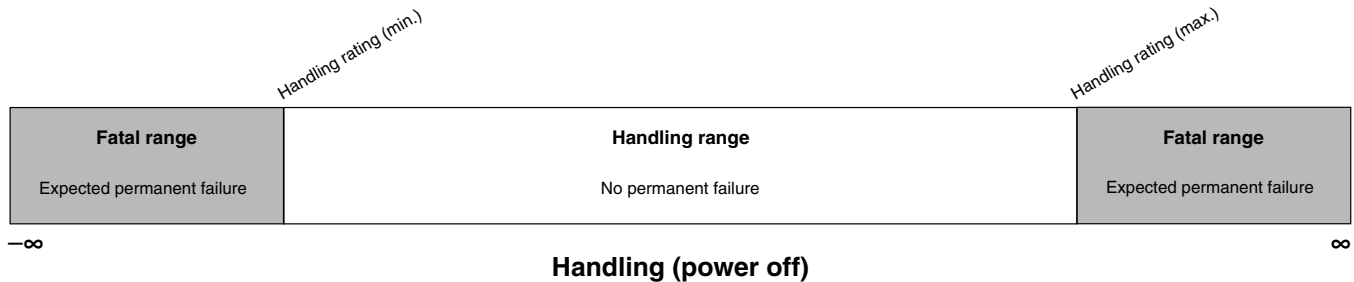 Handling rating (min.)
Handling rating (max.)
Fatal range
Handling range
Fatal range
Expected permanent failure
No permanent failure
Expected permanent failure
–∞
∞
Handling (power off)